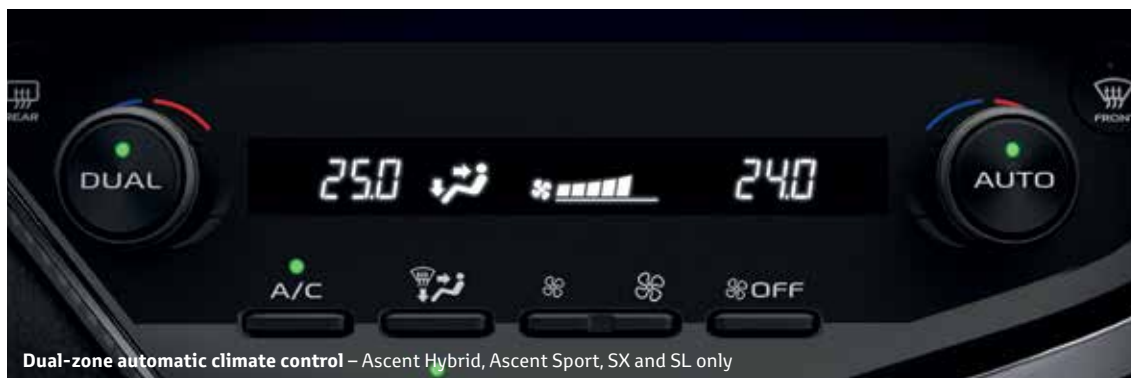 REAR
DUAL
25.0
24.0
AUTO
FRONT
A/C
OFF
Dual-zone automatic climate control – Ascent Hybrid, Ascent Sport, SX and SL only